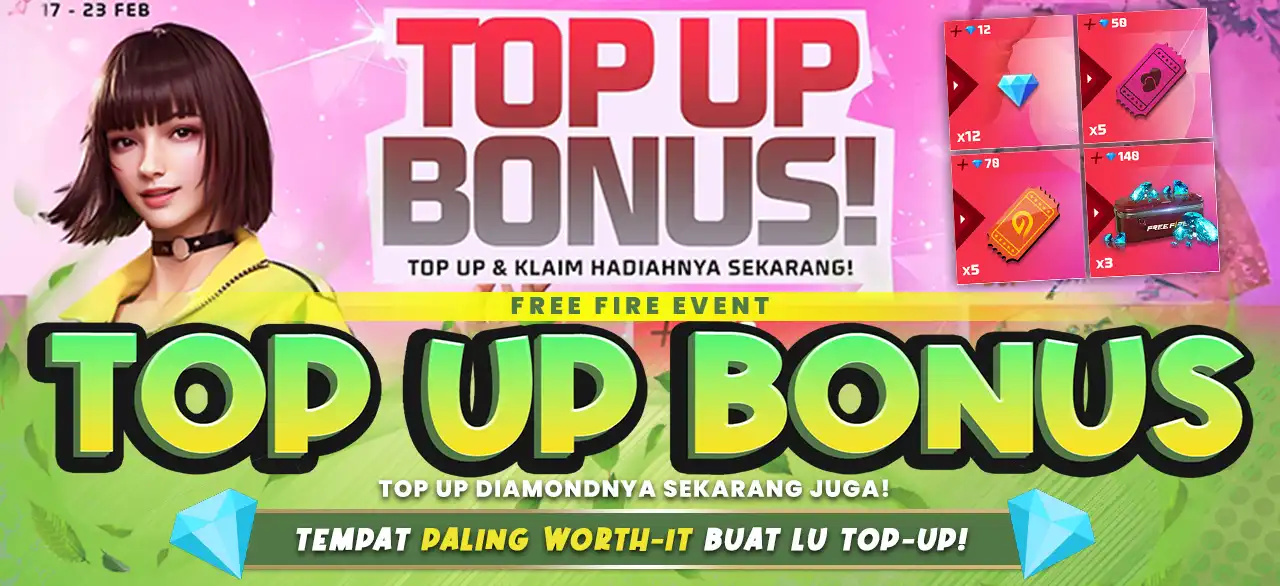 17 - 23 FEB
TOP UP
BONUS!
TOP UP & KLAIM HADIAHNYA SEKARANG!
+ 12
x12
+ 50
x5
+ 70
x5
+ 140
FREE FIRE
x3
FREE FIRE EVENT
TOP UP BONUS
TOP UP DIAMONDNYA SEKARANG JUGA!
TEMPAT PALING WORTH-IT BUAT LU TOP-UP!